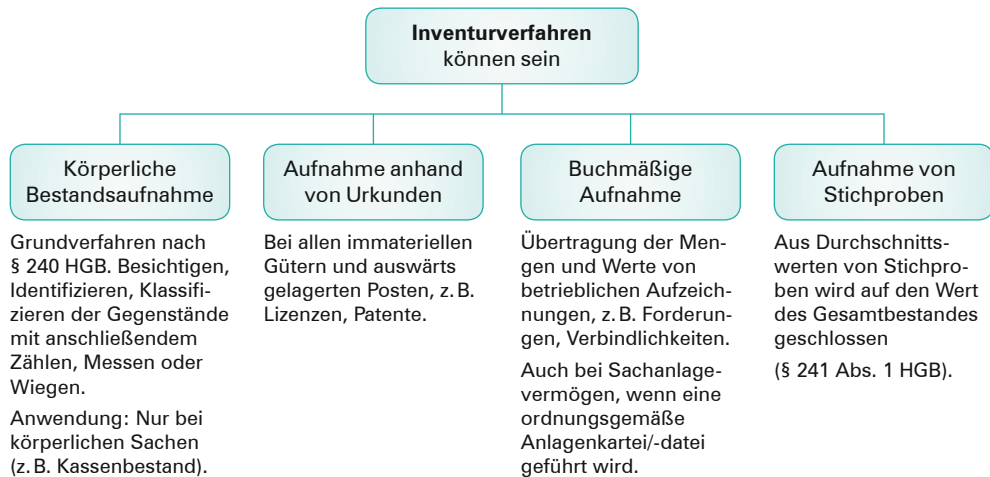 Inventurverfahren
können sein
Körperliche
Bestandsaufnahme
Grundverfahren nach
§ 240 HGB. Besichtigen,
Identifizieren, Klassifi-
zieren der Gegenstände
mit anschließendem
Zählen, Messen oder
Wiegen.
Anwendung: Nur bei
körperlichen Sachen
(z. B. Kassenbestand).
Aufnahme anhand
von Urkunden
Bei allen immateriellen
Gütern und auswärts
gelagerten Posten, z. B.
Lizenzen, Patente.
Buchmäßige
Aufnahme
Übertragung der Men-
gen und Werte von
betrieblichen Aufzeich-
nungen, z. B. Forderun-
gen, Verbindlichkeiten.
Auch bei Sachanlage-
vermögen, wenn eine
ordnungsgemäße
Anlagenkartei/-datei
geführt wird.
Aufnahme von
Stichproben
Aus Durchschnitts-
werten von Stichpro-
ben wird auf den Wert
des Gesamtbestandes
geschlossen
(§ 241 Abs. 1 HGB).